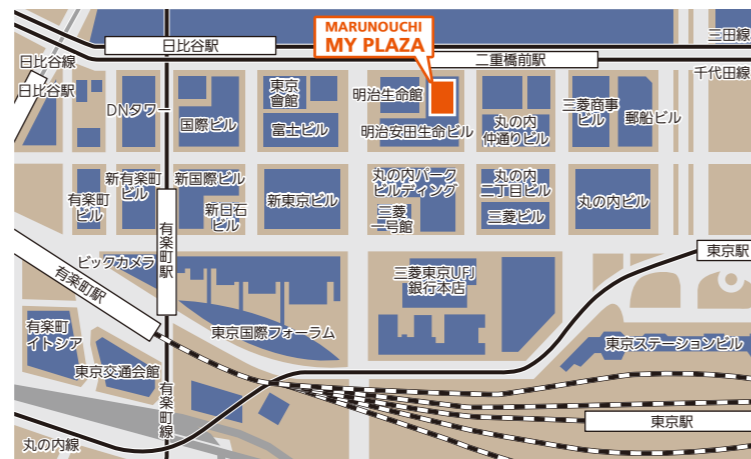 MARUNOUCHI
MY PLAZA
日比谷駅
三田線
日比谷線
二重橋前駅
千代田線
日比谷駅
DNタワー
国際ビル
東京
會館
富士ビル
明治生命館
明治安田生命ビル
丸の内
仲通りビル
三菱商事
ビル
郵船ビル
有楽町
ビル
新有楽町
ビル
新国際ビル
新日石
ビル
新東京ビル
丸の内パーク
ビルディング
三菱
一号館
丸の内
二丁目ビル
三菱ビル
丸の内ビル
有楽町駅
ビックカメラ
有楽町駅
東京駅
三菱東京UFJ
銀行本店
東京国際フォーラム
有楽町
イトシア
東京交通会館
東京ステーションビル
有楽町線
東京駅
丸の内線